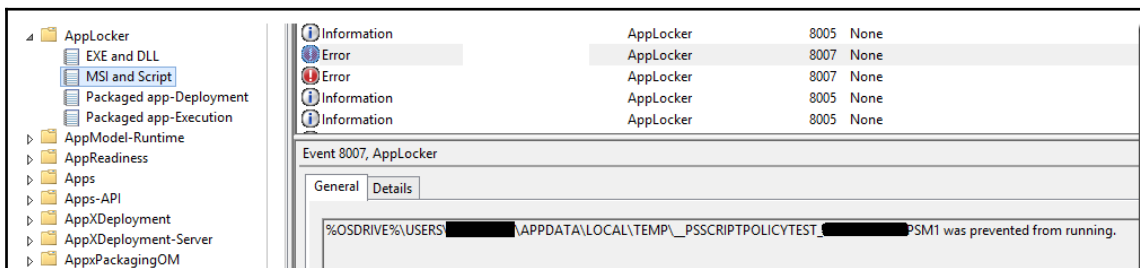 AppLocker
EXE and DLL
MSI and Script
Packaged app-Deployment
Packaged app-Execution
AppModel-Runtime
AppReadiness
Apps
Apps-API
AppXDeployment
AppXDeployment-Server
AppxPackagingOM
Information AppLocker 8005 None
Error AppLocker 8007 None
Error AppLocker 8007 None
Information AppLocker 8005 None
Information AppLocker 8005 None
Event 8007, AppLocker
General Details
%OSDRIVE%\USERS\ \APPDATA\LOCAL\TEMP\__PSSCRIPTPOLICYTEST_ PSM1 was prevented from running.